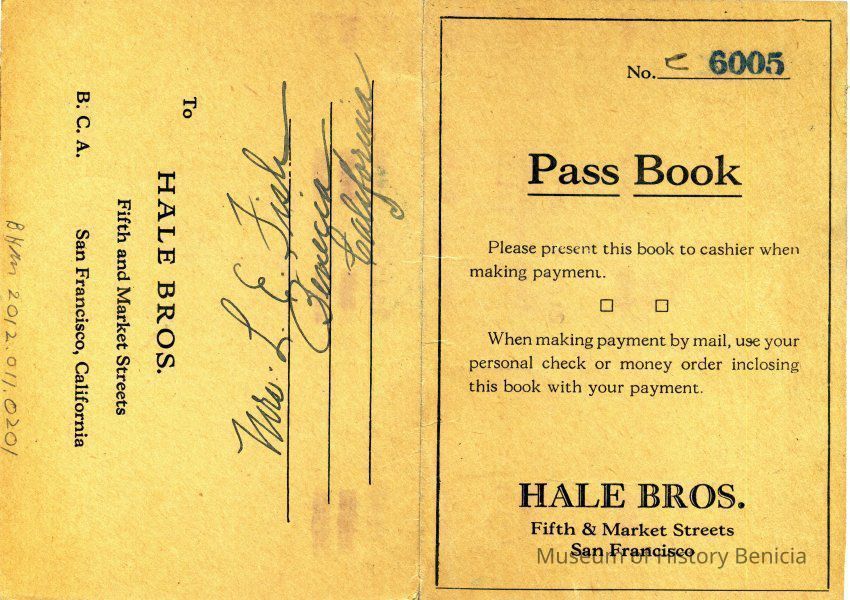 Mrs. L. E. Fish
Benecia
California
To
HALE BROS.
Fifth and Market Streets
B. C. A. San Francisco, California
BHM 2012.011.0201
No. C 6005
Pass Book
Please present this book to cashier when
making payment.
When making payment by mail, use your
personal check or money order inclosing
this book with your payment.
HALE BROS.
Fifth & Market Streets
San Francisco
Museum of History Benicia